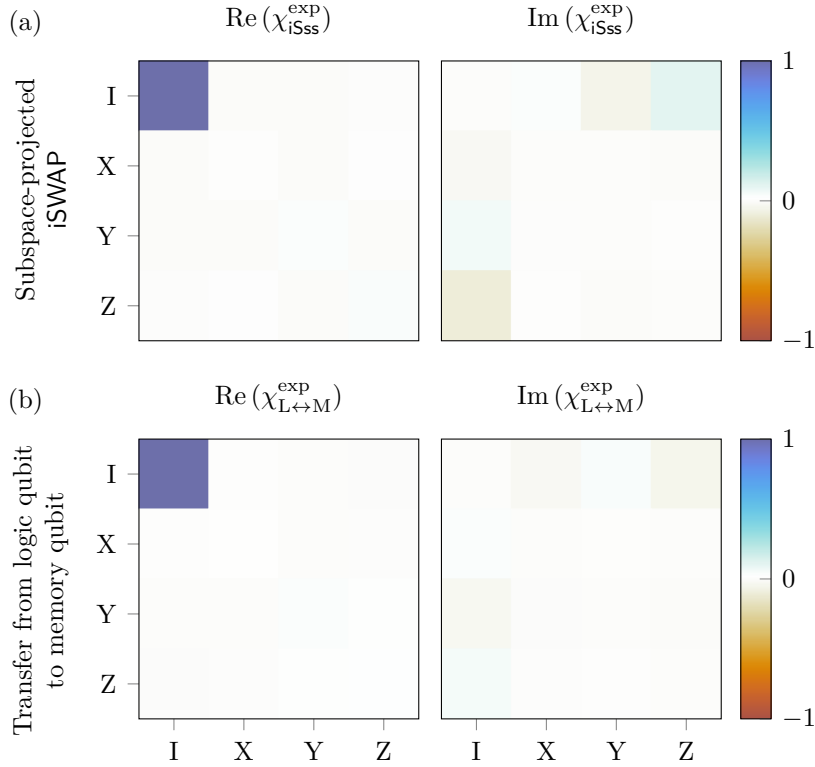 (a)
Re (χ^exp_iSss)
Im (χ^exp_iSss)
Subspace-projected
iSWAP
I
X
Y
Z
1
0
−1
(b)
Re (χ^exp_L↔M)
Im (χ^exp_L↔M)
Transfer from logic qubit
to memory qubit
I
X
Y
Z
1
0
−1
I X Y Z
I X Y Z